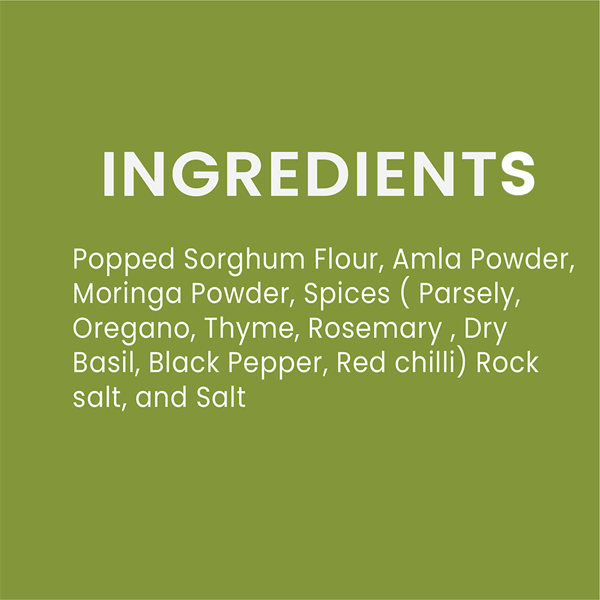 INGREDIENTS
Popped Sorghum Flour, Amla Powder,
Moringa Powder, Spices ( Parsely,
Oregano, Thyme, Rosemary , Dry
Basil, Black Pepper, Red chilli) Rock
salt, and Salt